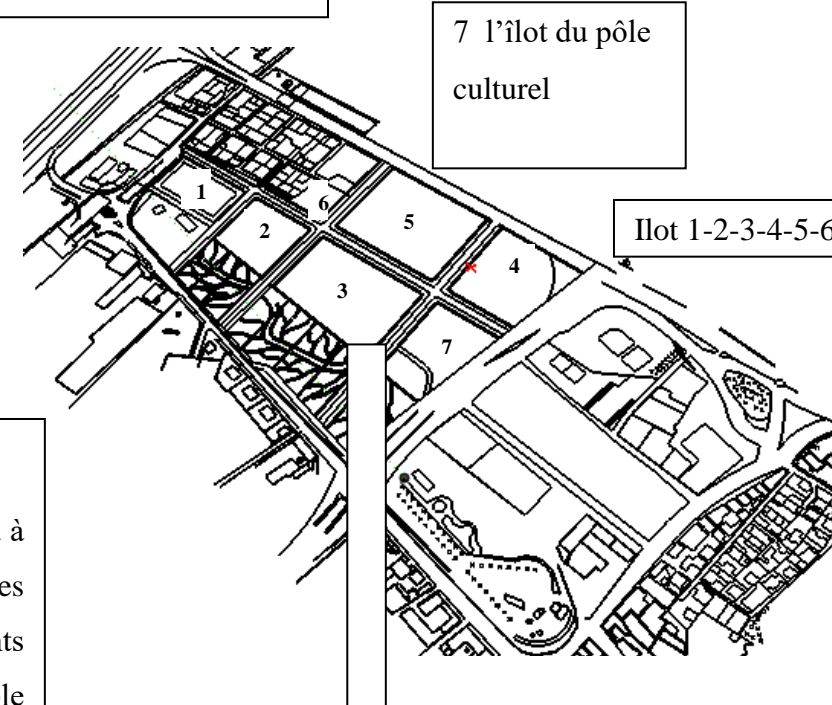 7 l’îlot du pôle
culturel
Ilot 1-2-3-4-5-6
1
6
5
2
4
3
7
à
es
nts
le